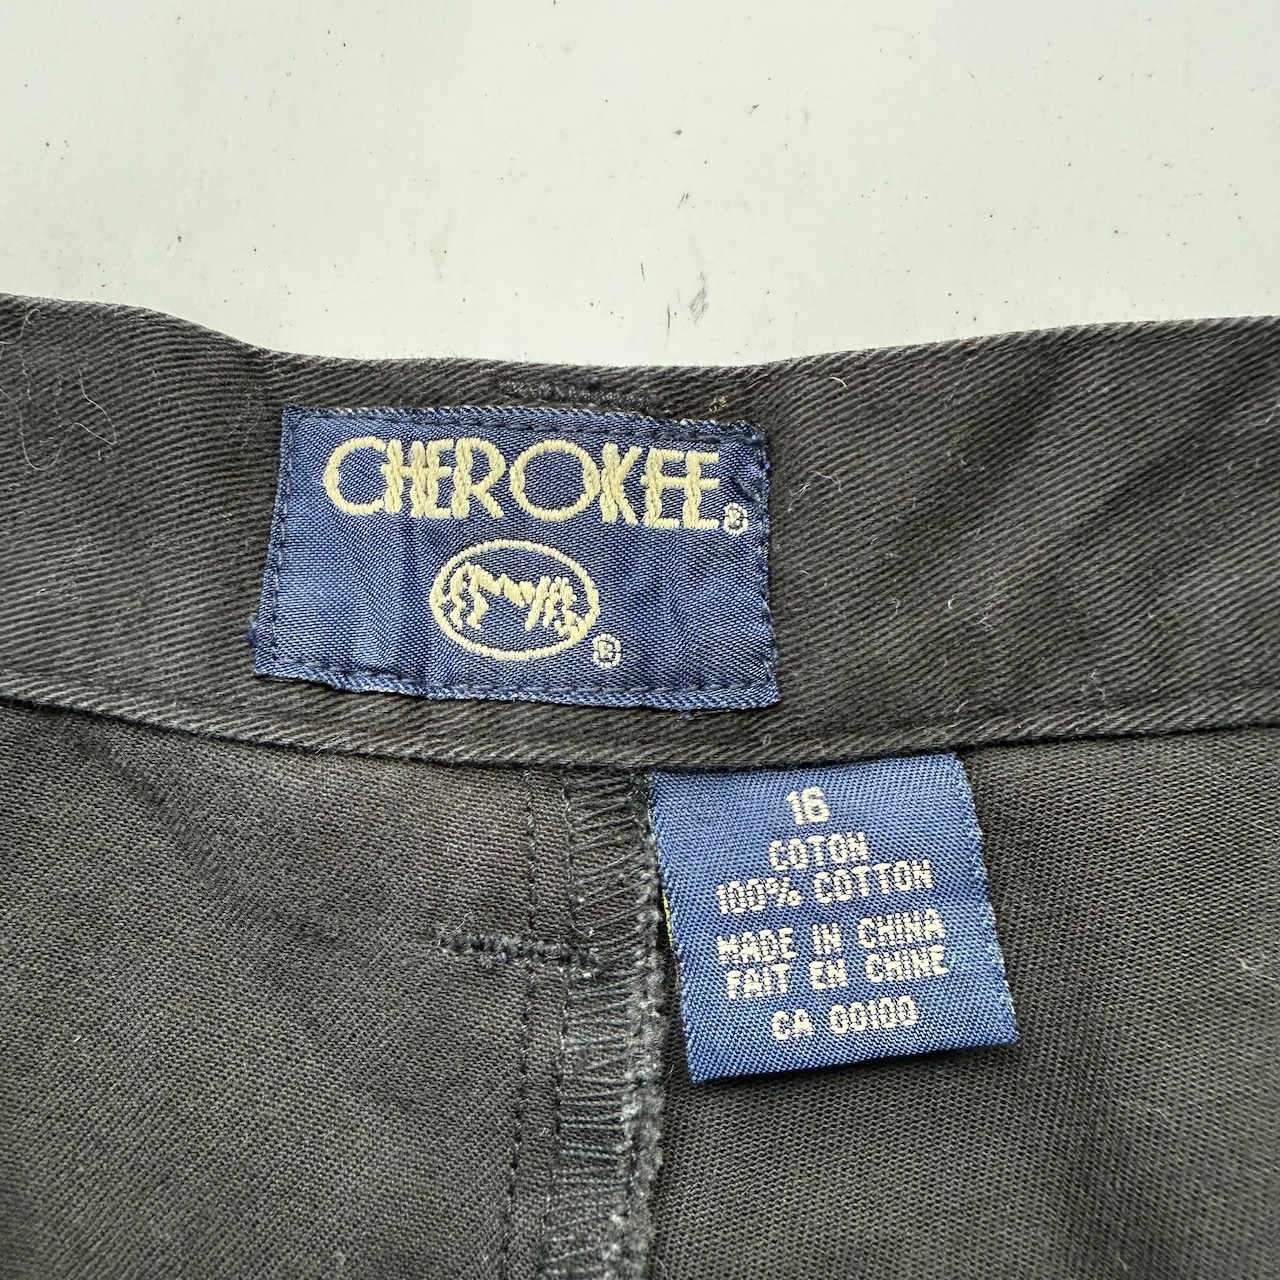 CHEROKEE®
®
16
COTON
100% COTTON
MADE IN CHINA
FAIT EN CHINE
CA 00100